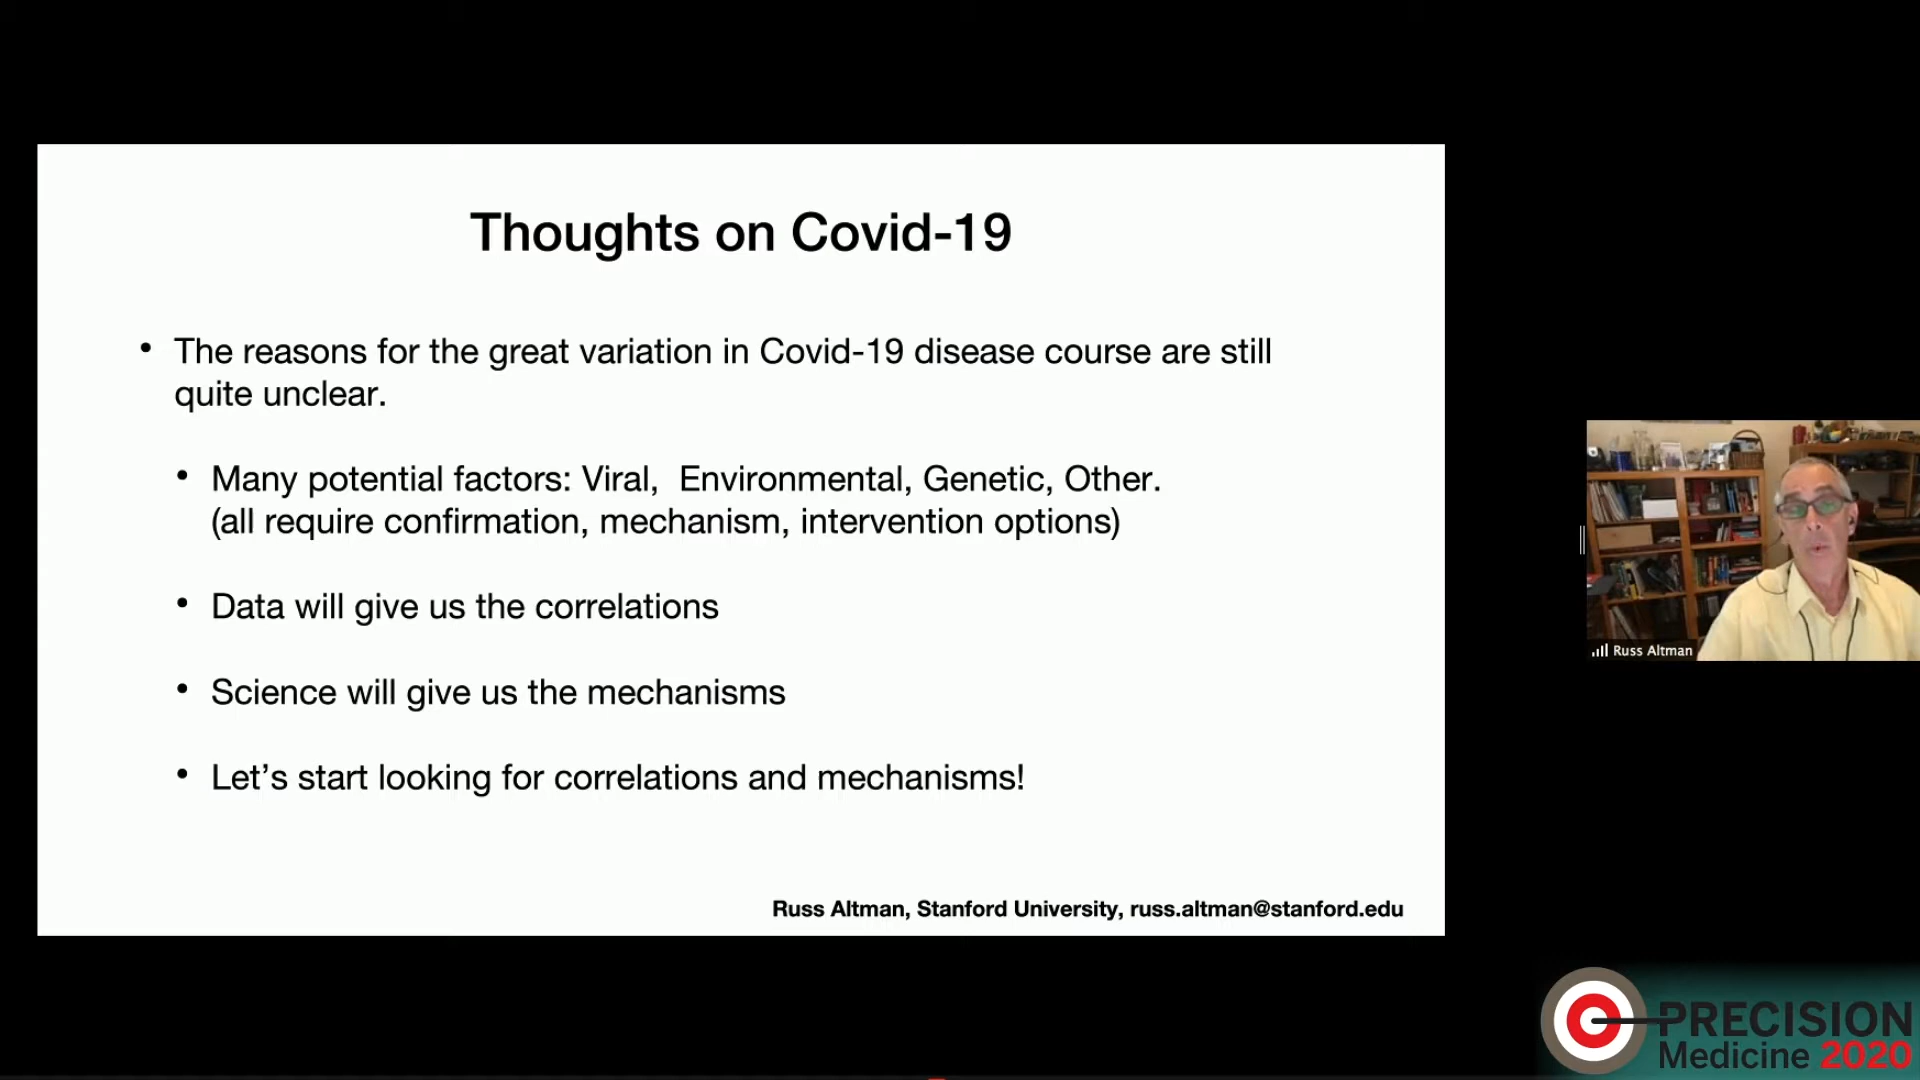 Thoughts on Covid-19
• The reasons for the great variation in Covid-19 disease course are still
quite unclear.
• Many potential factors: Viral,  Environmental, Genetic, Other.
(all require confirmation, mechanism, intervention options)
• Data will give us the correlations
• Science will give us the mechanisms
• Let’s start looking for correlations and mechanisms!
Russ Altman, Stanford University, russ.altman@stanford.edu
Russ Altman
PRECISION
Medicine 2020